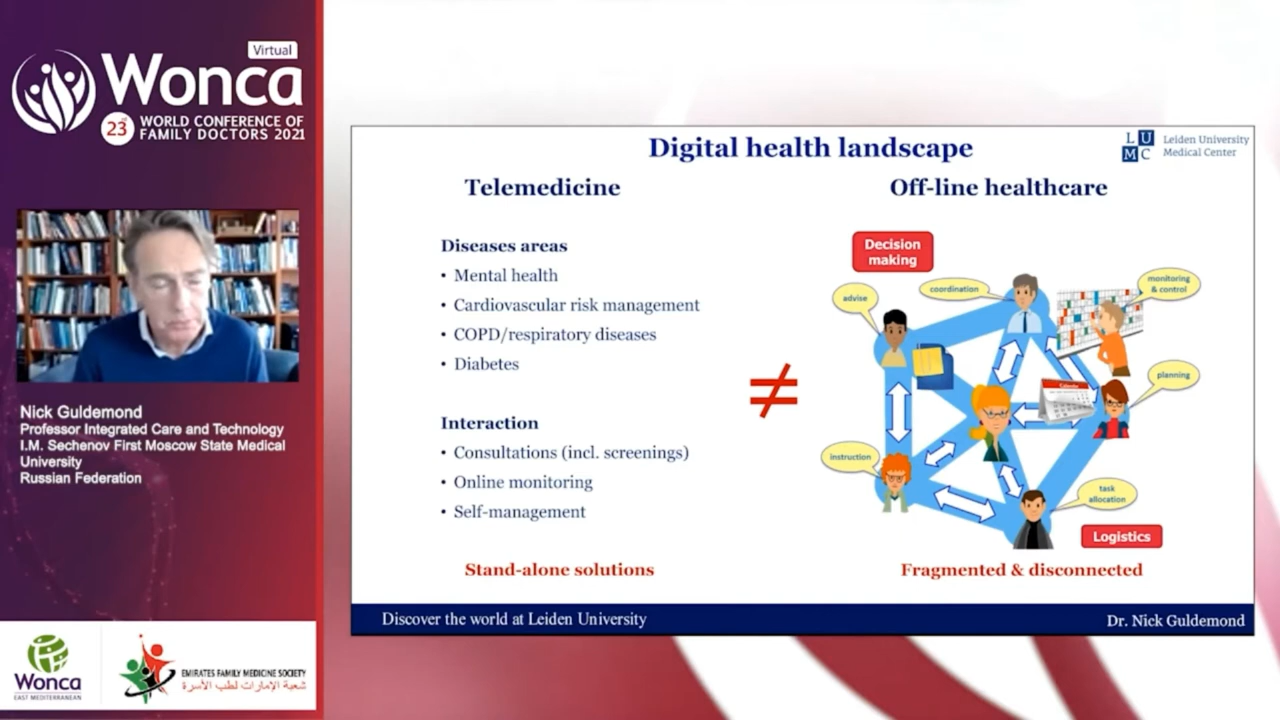 Virtual
Wonca
23rd
WORLD CONFERENCE OF
FAMILY DOCTORS 2021
Nick Guldemond
Professor Integrated Care and Technology
I.M. Sechenov First Moscow State Medical
University
Russian Federation
Wonca
EAST MEDITERRANEAN
EMIRATES FAMILY MEDICINE SOCIETY
شعبة الإمارات لطب الأسرة
Digital health landscape
L U
M C
Leiden University
Medical Center
Telemedicine
Diseases areas
• Mental health
• Cardiovascular risk management
• COPD/respiratory diseases
• Diabetes
Interaction
• Consultations (incl. screenings)
• Online monitoring
• Self-management
Stand-alone solutions
≠
Off-line healthcare
Decision
making
advise
coordination
monitoring
& control
Calendar
planning
instruction
task
allocation
Logistics
Fragmented & disconnected
Discover the world at Leiden University
Dr. Nick Guldemond